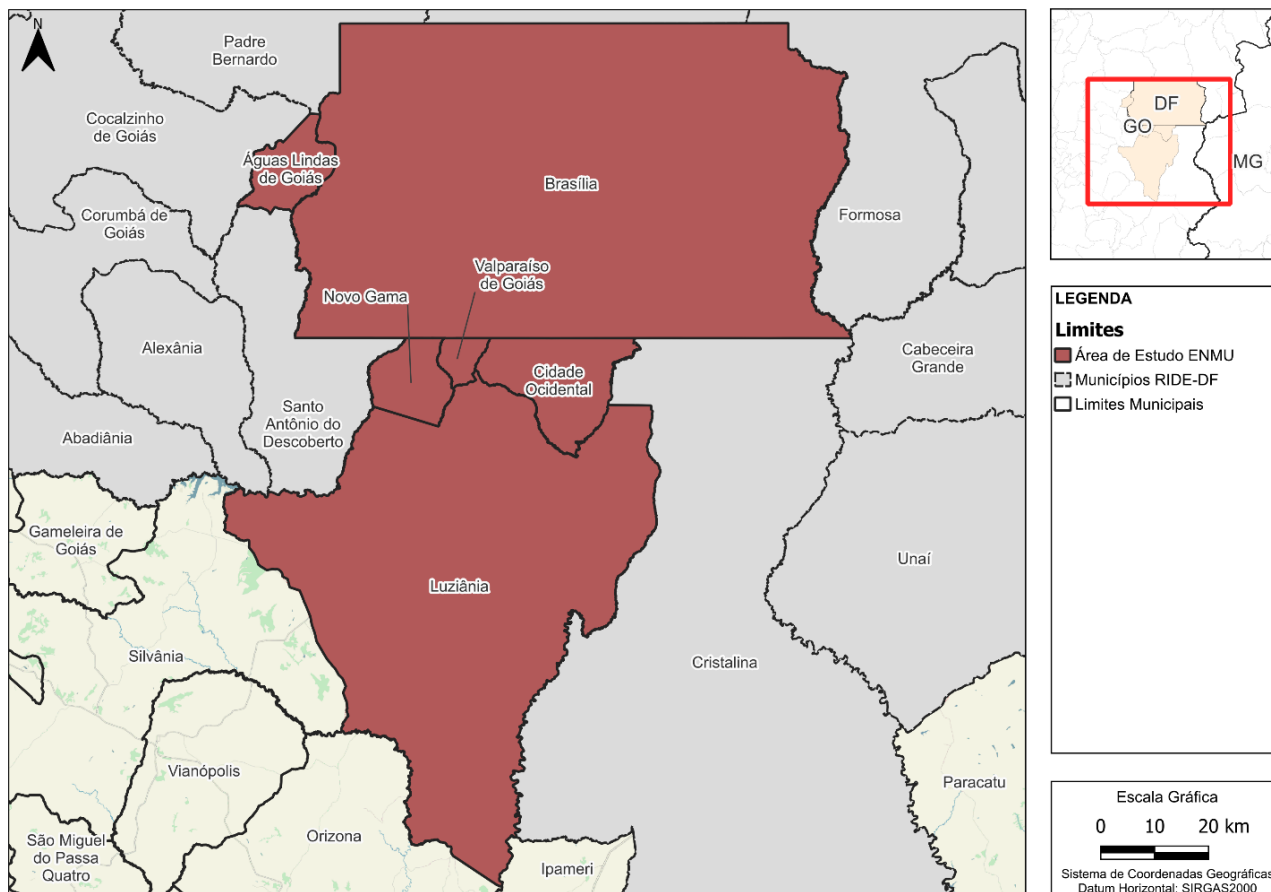 N
Padre
Bernardo
Cocalzinho
de Goiás
Águas Lindas
de Goiás
Brasília
Corumbá de
Goiás
Formosa
Valparaíso
de Goiás
Novo Gama
Alexânia
Cabeceira
Grande
Cidade
Ocidental
Santo
Antônio do
Descoberto
Abadiânia
Gameleira de
Goiás
Unaí
Luziânia
Silvânia
Cristalina
Vianópolis
Paracatu
Orizona
São Miguel
do Passa
Quatro
Ipameri
DF
GO
MG
LEGENDA
Limites
Área de Estudo ENMU
Municípios RIDE-DF
Limites Municipais
Escala Gráfica
0 10 20 km
Sistema de Coordenadas Geográficas
Datum Horizontal: SIRGAS2000